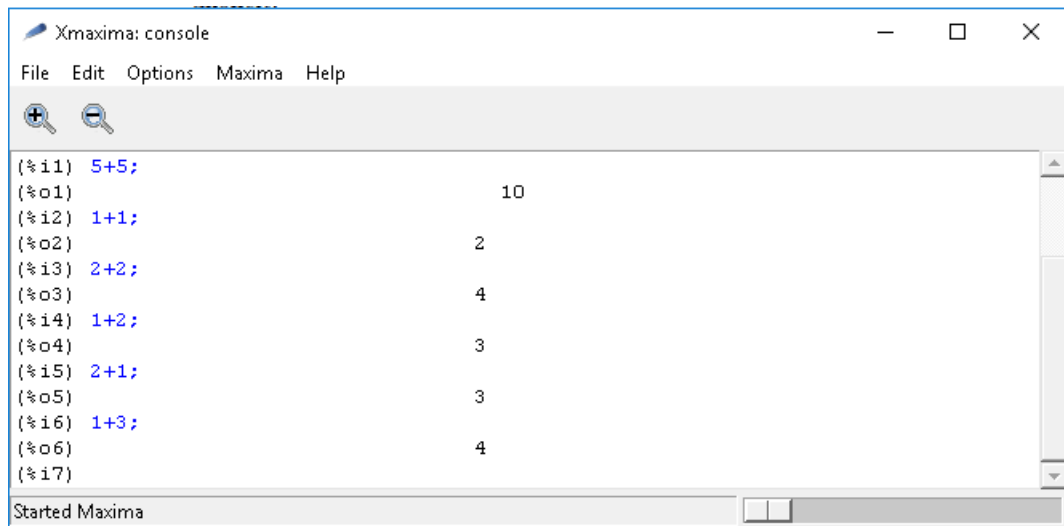 Xmaxima: console
File Edit Options Maxima Help
(%i1) 5+5;
(%o1) 10
(%i2) 1+1;
(%o2) 2
(%i3) 2+2;
(%o3) 4
(%i4) 1+2;
(%o4) 3
(%i5) 2+1;
(%o5) 3
(%i6) 1+3;
(%o6) 4
(%i7)
Started Maxima